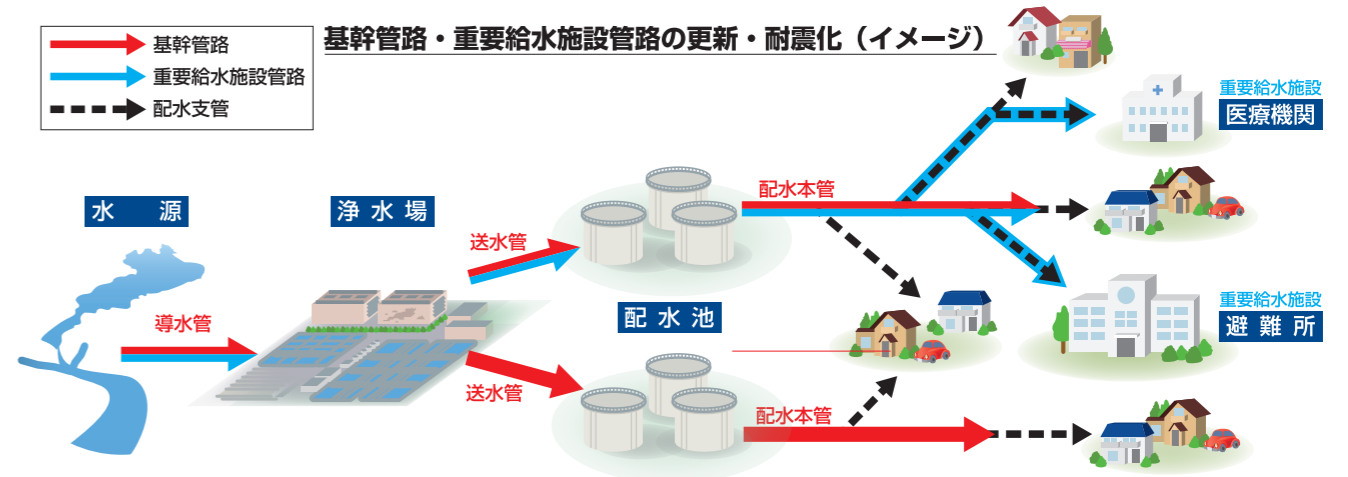 基幹管路・重要給水施設管路の更新・耐震化（イメージ）
基幹管路
重要給水施設管路
配水支管
重要給水施設
医療機関
水源
浄水場
配水本管
送水管
導水管
配水池
重要給水施設
避難所
送水管
配水本管